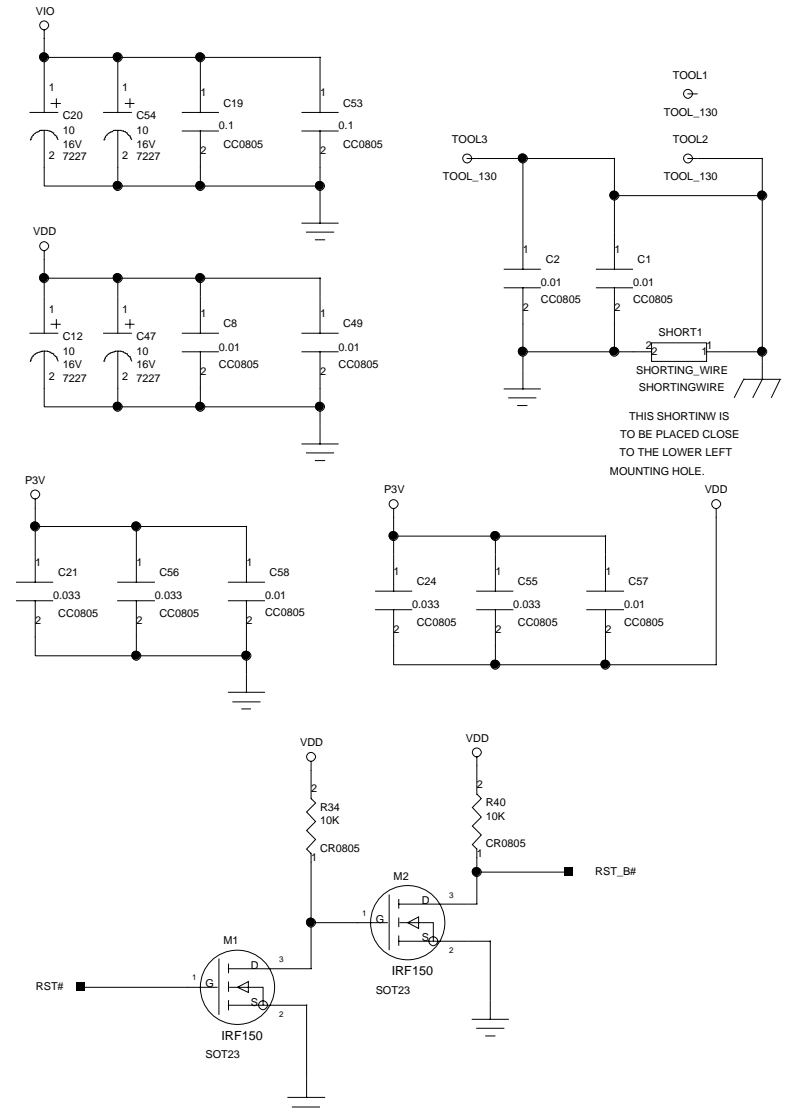 VIO
1
+
C20
10
16V
7227
2
1
+
C54
10
16V
7227
2
1
C19
0.1
CC0805
2
1
C53
0.1
CC0805
2
TOOL1
TOOL_130
TOOL3
TOOL_130
TOOL2
TOOL_130
1
C2
0.01
CC0805
2
1
C1
0.01
CC0805
2
SHORT1
2
2
1
1
SHORTING_WIRE
SHORTINGWIRE
THIS SHORTINW IS
TO BE PLACED CLOSE
TO THE LOWER LEFT
MOUNTING HOLE.
VDD
1
+
C12
10
16V
7227
2
1
+
C47
10
16V
7227
2
1
C8
0.01
CC0805
2
1
C49
0.01
CC0805
2
P3V
1
C21
0.033
CC0805
2
1
C56
0.033
CC0805
2
1
C58
0.01
CC0805
2
P3V
VDD
1
C24
0.033
CC0805
2
1
C55
0.033
CC0805
2
1
C57
0.01
CC0805
2
VDD
2
R34
10K
CR0805
1
VDD
2
R40
10K
CR0805
1
RST_B#
M2
1
G
D
3
S
2
IRF150
SOT23
M1
RST#
1
G
D
3
S
2
IRF150
SOT23